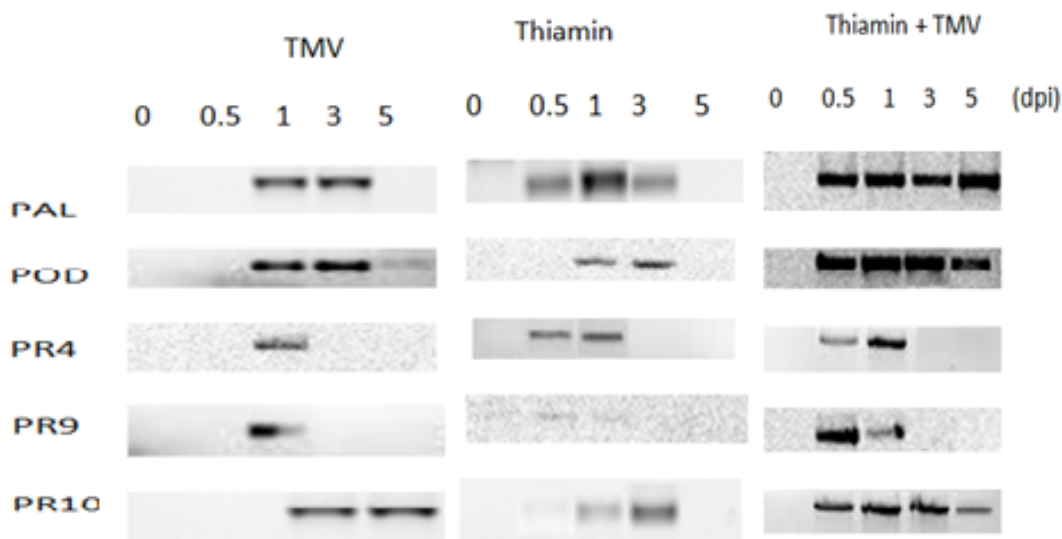 TMV Thiamin Thiamin + TMV
0 0.5 1 3 5 0 0.5 1 3 5 0 0.5 1 3 5 (dpi)
PAL
POD
PR4
PR9
PR10